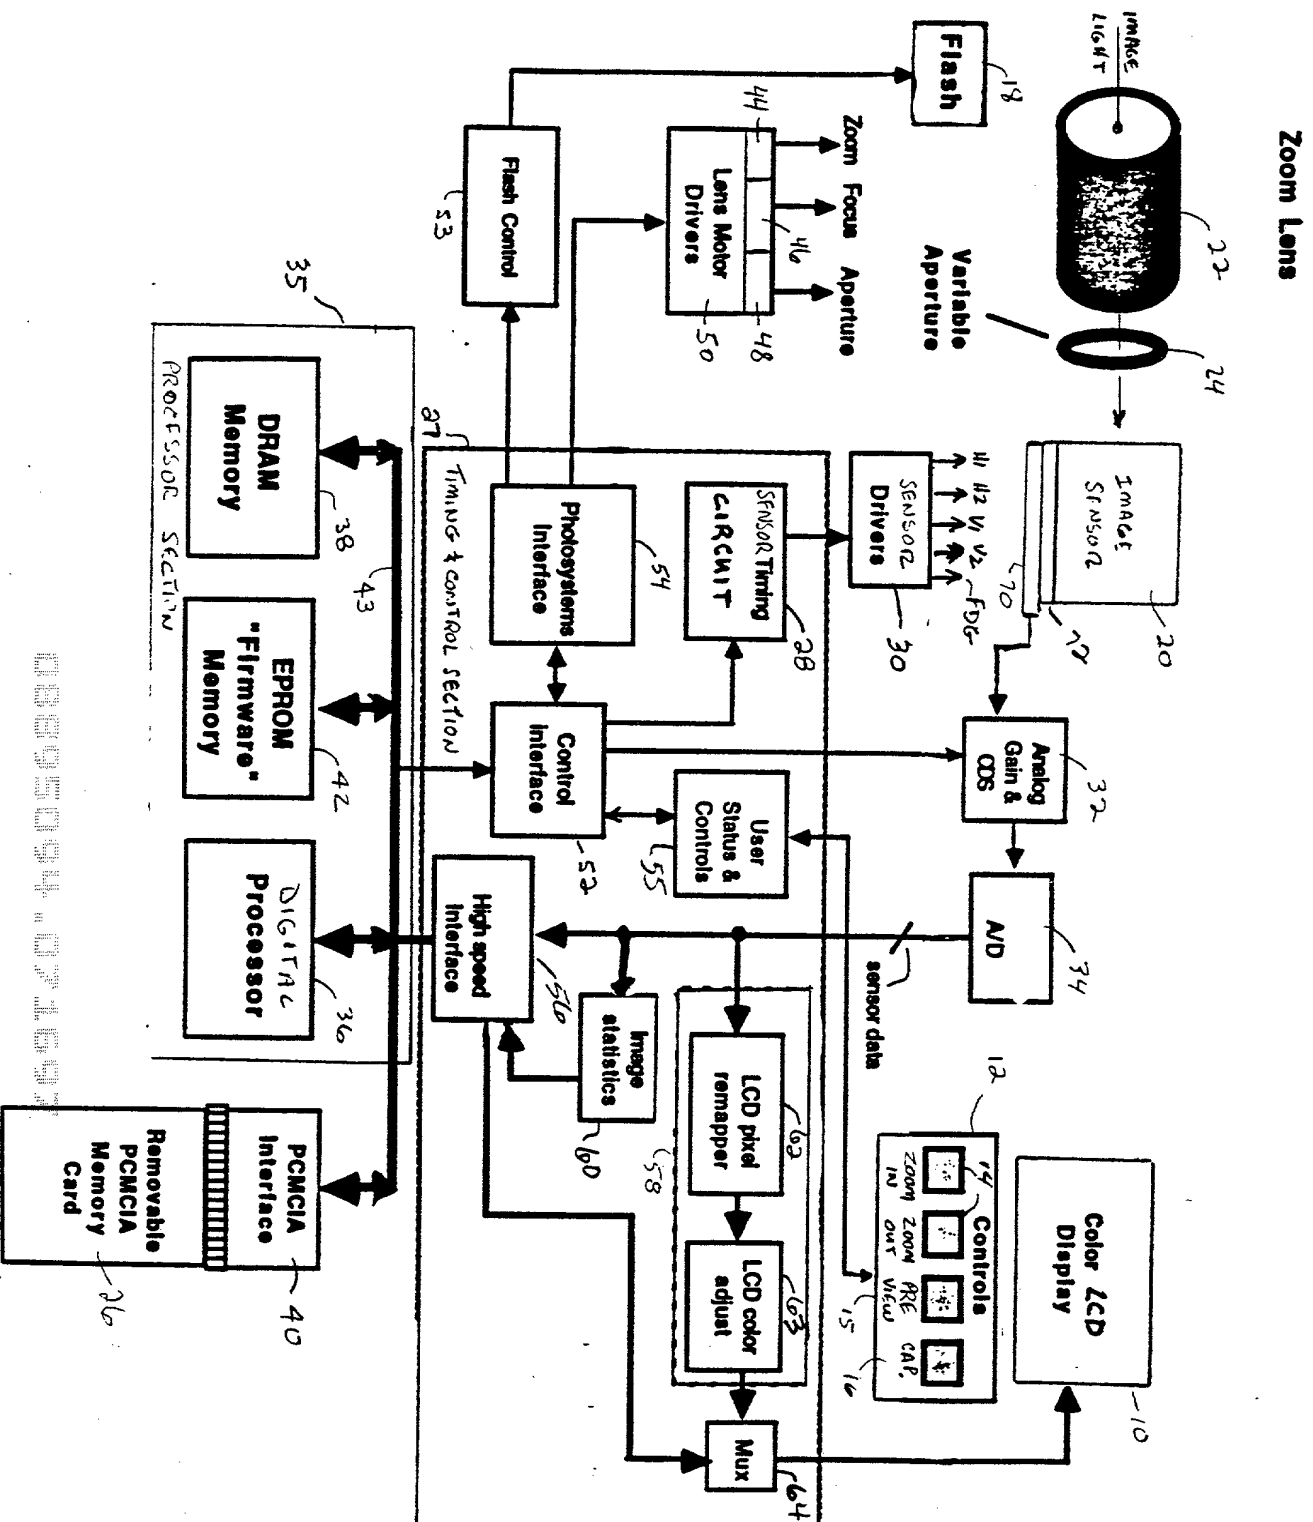 Zoom Lens
IMAGE
LIGHT
22
24
Variable
Aperture
IMAGE
SENSOR
20
70
72
Flash
18
Zoom Focus Aperture
44
46
48
Lens Motor
Drivers
50
Flash Control
53
H1 H2 V1 V2
FDG
SENSOR
Drivers
30
Analog
Gain &
CDS
32
A/D
34
sensor data
Color LCD
Display
10
12
14
Controls
ZOOM
IN
ZOOM
OUT
PRE
VIEW
CAP.
15
16
27
TIMING & CONTROL SECTION
SENSOR Timing
CIRCUIT
28
Photosystems
Interface
54
Control
Interface
52
User
Status &
Controls
55
High speed
Interface
56
Image
statistics
60
58
LCD pixel
remapper
62
LCD color
adjust
63
Mux
64
35
PROCESSOR SECTION
DRAM
Memory
38
43
EPROM
"Firmware"
Memory
42
DIGITAL
Processor
36
PCMCIA
Interface
40
Removable
PCMCIA
Memory
Card
26